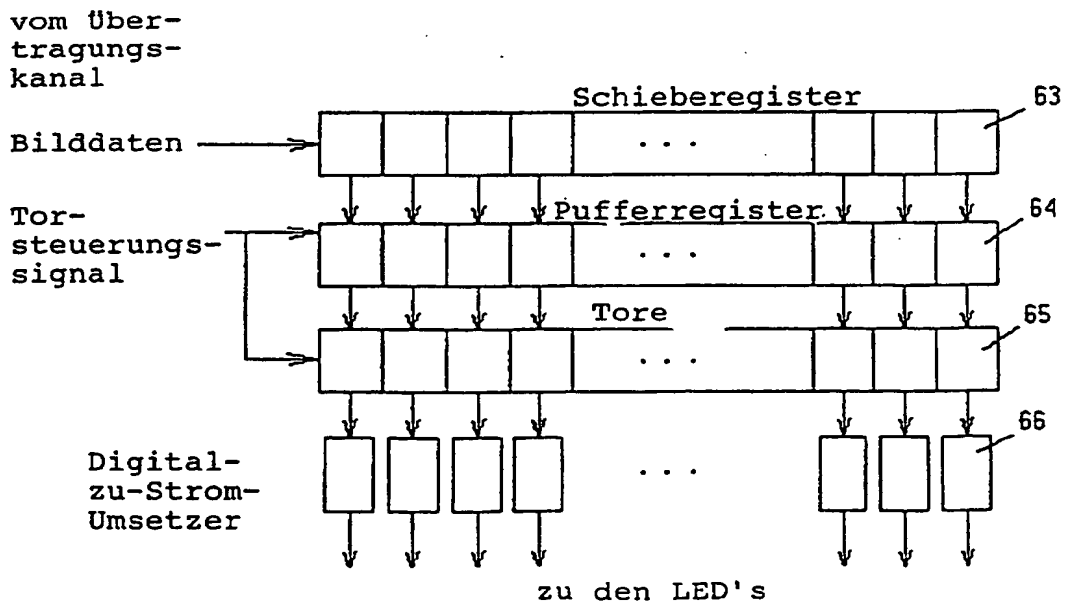 vom Über-
tragungs-
kanal
Schieberegister
63
Bilddaten
. . .
Tor-
steuerungs-
signal
Pufferregister
64
. . .
Tore
65
. . .
66
Digital-
zu-Strom-
Umsetzer
. . .
zu den LED's